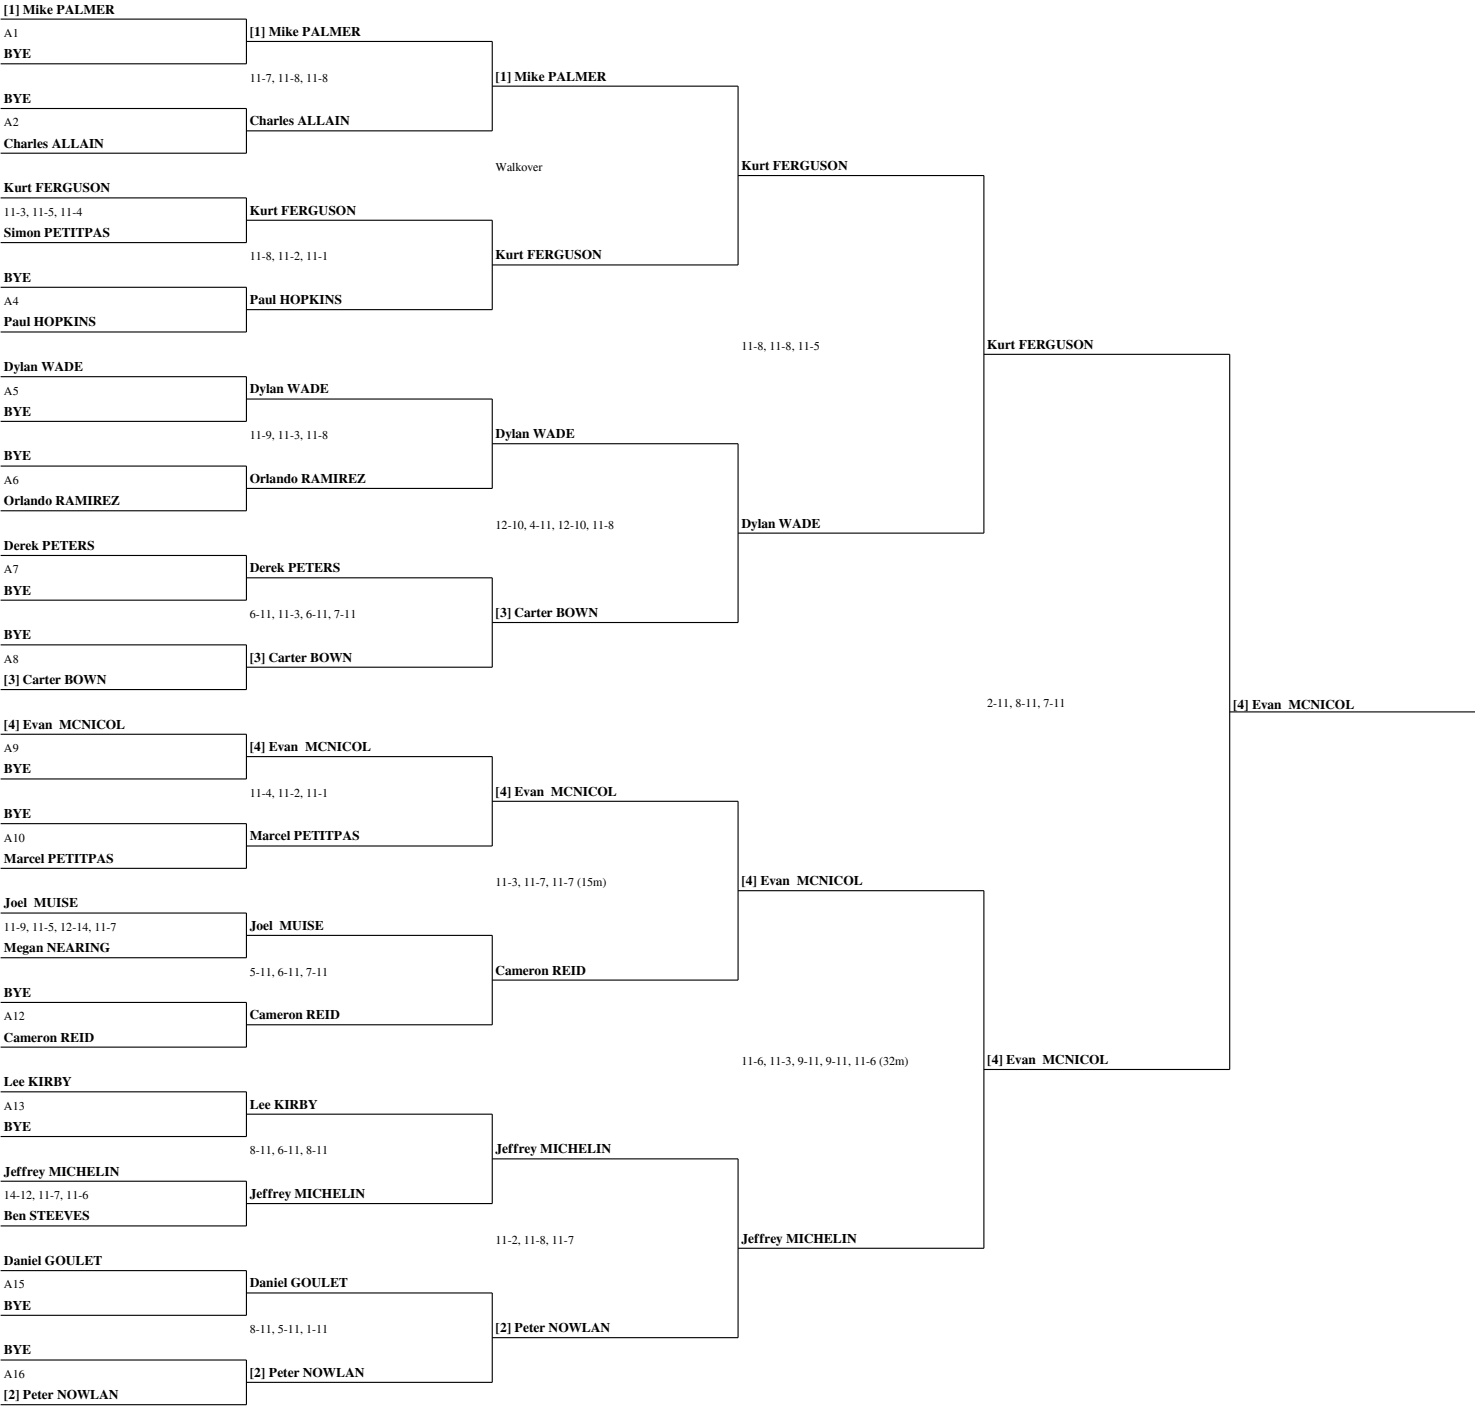 [1] Mike PALMER
A1
BYE
BYE
A2
Charles ALLAIN
Kurt FERGUSON
11-3, 11-5, 11-4
Simon PETITPAS
BYE
A4
Paul HOPKINS
Dylan WADE
A5
BYE
BYE
A6
Orlando RAMIREZ
Derek PETERS
A7
BYE
BYE
A8
[3] Carter BOWN
[4] Evan  MCNICOL
A9
BYE
BYE
A10
Marcel PETITPAS
Joel  MUISE
11-9, 11-5, 12-14, 11-7
Megan NEARING
BYE
A12
Cameron REID
Lee KIRBY
A13
BYE
Jeffrey MICHELIN
14-12, 11-7, 11-6
Ben STEEVES
Daniel GOULET
A15
BYE
BYE
A16
[2] Peter NOWLAN
[1] Mike PALMER
11-7, 11-8, 11-8
Charles ALLAIN
Kurt FERGUSON
11-8, 11-2, 11-1
Paul HOPKINS
Dylan WADE
11-9, 11-3, 11-8
Orlando RAMIREZ
Derek PETERS
6-11, 11-3, 6-11, 7-11
[3] Carter BOWN
[4] Evan  MCNICOL
11-4, 11-2, 11-1
Marcel PETITPAS
Joel  MUISE
5-11, 6-11, 7-11
Cameron REID
Lee KIRBY
8-11, 6-11, 8-11
Jeffrey MICHELIN
Daniel GOULET
8-11, 5-11, 1-11
[2] Peter NOWLAN
[1] Mike PALMER
Walkover
Kurt FERGUSON
Dylan WADE
12-10, 4-11, 12-10, 11-8
[3] Carter BOWN
[4] Evan  MCNICOL
11-3, 11-7, 11-7 (15m)
Cameron REID
Jeffrey MICHELIN
11-2, 11-8, 11-7
[2] Peter NOWLAN
Kurt FERGUSON
11-8, 11-8, 11-5
Dylan WADE
[4] Evan  MCNICOL
11-6, 11-3, 9-11, 9-11, 11-6 (32m)
Jeffrey MICHELIN
Kurt FERGUSON
2-11, 8-11, 7-11
[4] Evan  MCNICOL
[4] Evan  MCNICOL